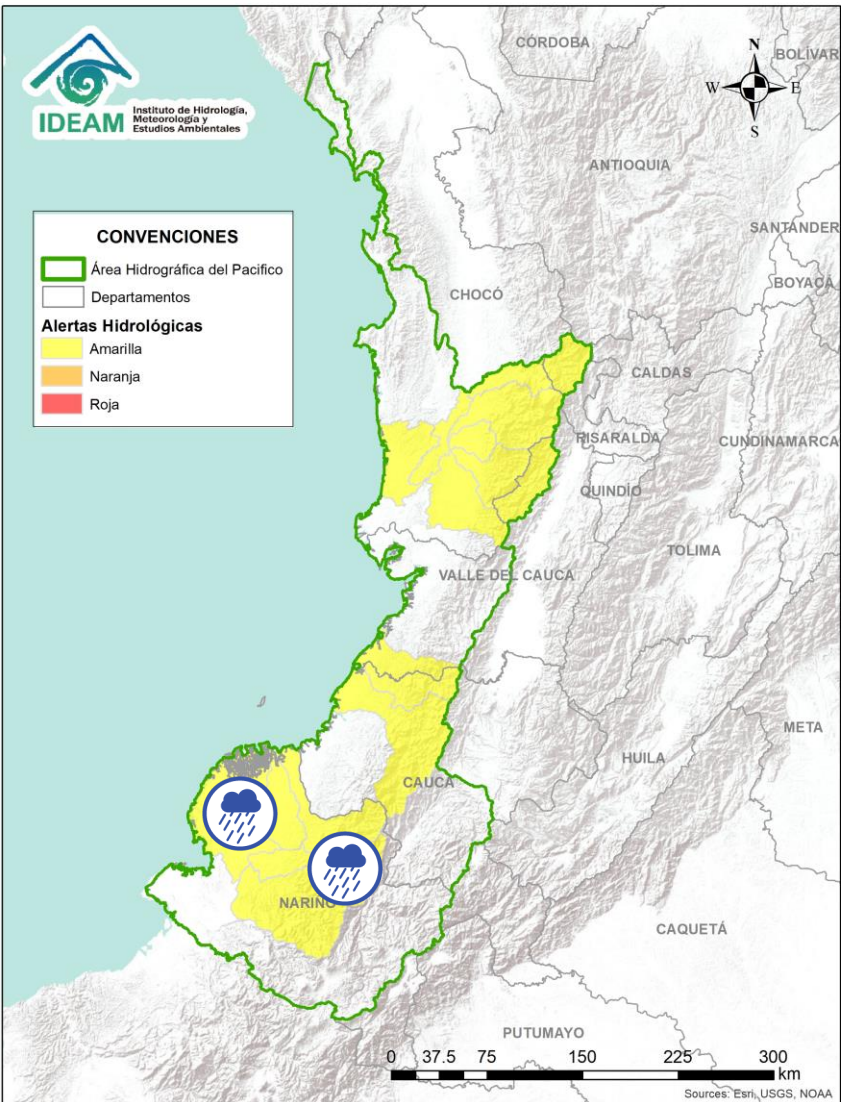 IDEAM
Instituto de Hidrología,
Meteorología y
Estudios Ambientales
N
W
E
S
CÓRDOBA
BOLÍVAR
ANTIOQUIA
SANTANDER
BOYACÁ
CHOCÓ
CONVENCIONES
Área Hidrográfica del Pacifico
Departamentos
Alertas Hidrológicas
Amarilla
Naranja
Roja
CALDAS
RISARALDA
CUNDINAMARCA
QUINDÍO
TOLIMA
VALLE DEL CAUCA
META
HUILA
CAUCA
NARIÑO
CAQUETÁ
PUTUMAYO
0 37.5 75 150 225 300
km
Sources: Esri, USGS, NOAA